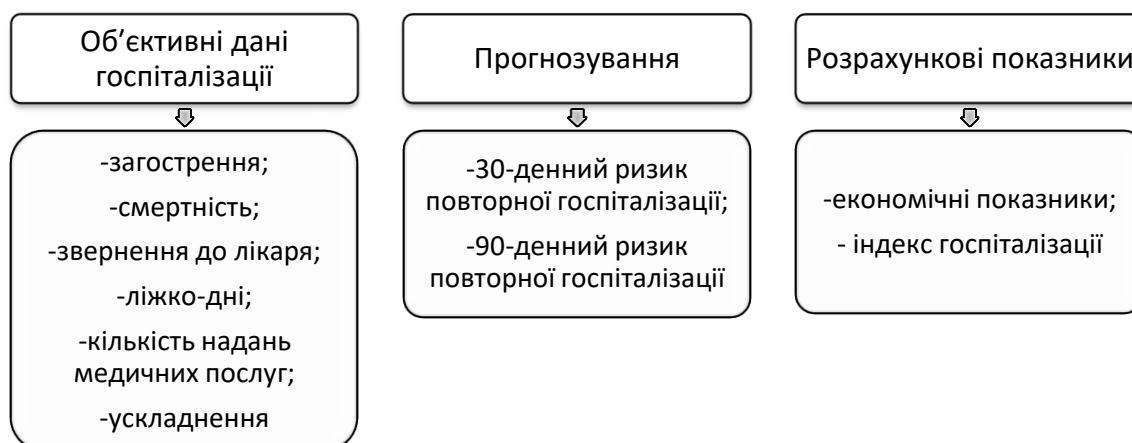 Об’єктивні дані
госпіталізації
-загострення;
-смертність;
-звернення до лікаря;
-ліжко-дні;
-кількість надань
медичних послуг;
-ускладнення
Прогнозування
-30-денний ризик
повторної госпіталізації;
-90-денний ризик
повторної госпіталізації
Розрахункові показники
-економічні показники;
- індекс госпіталізації